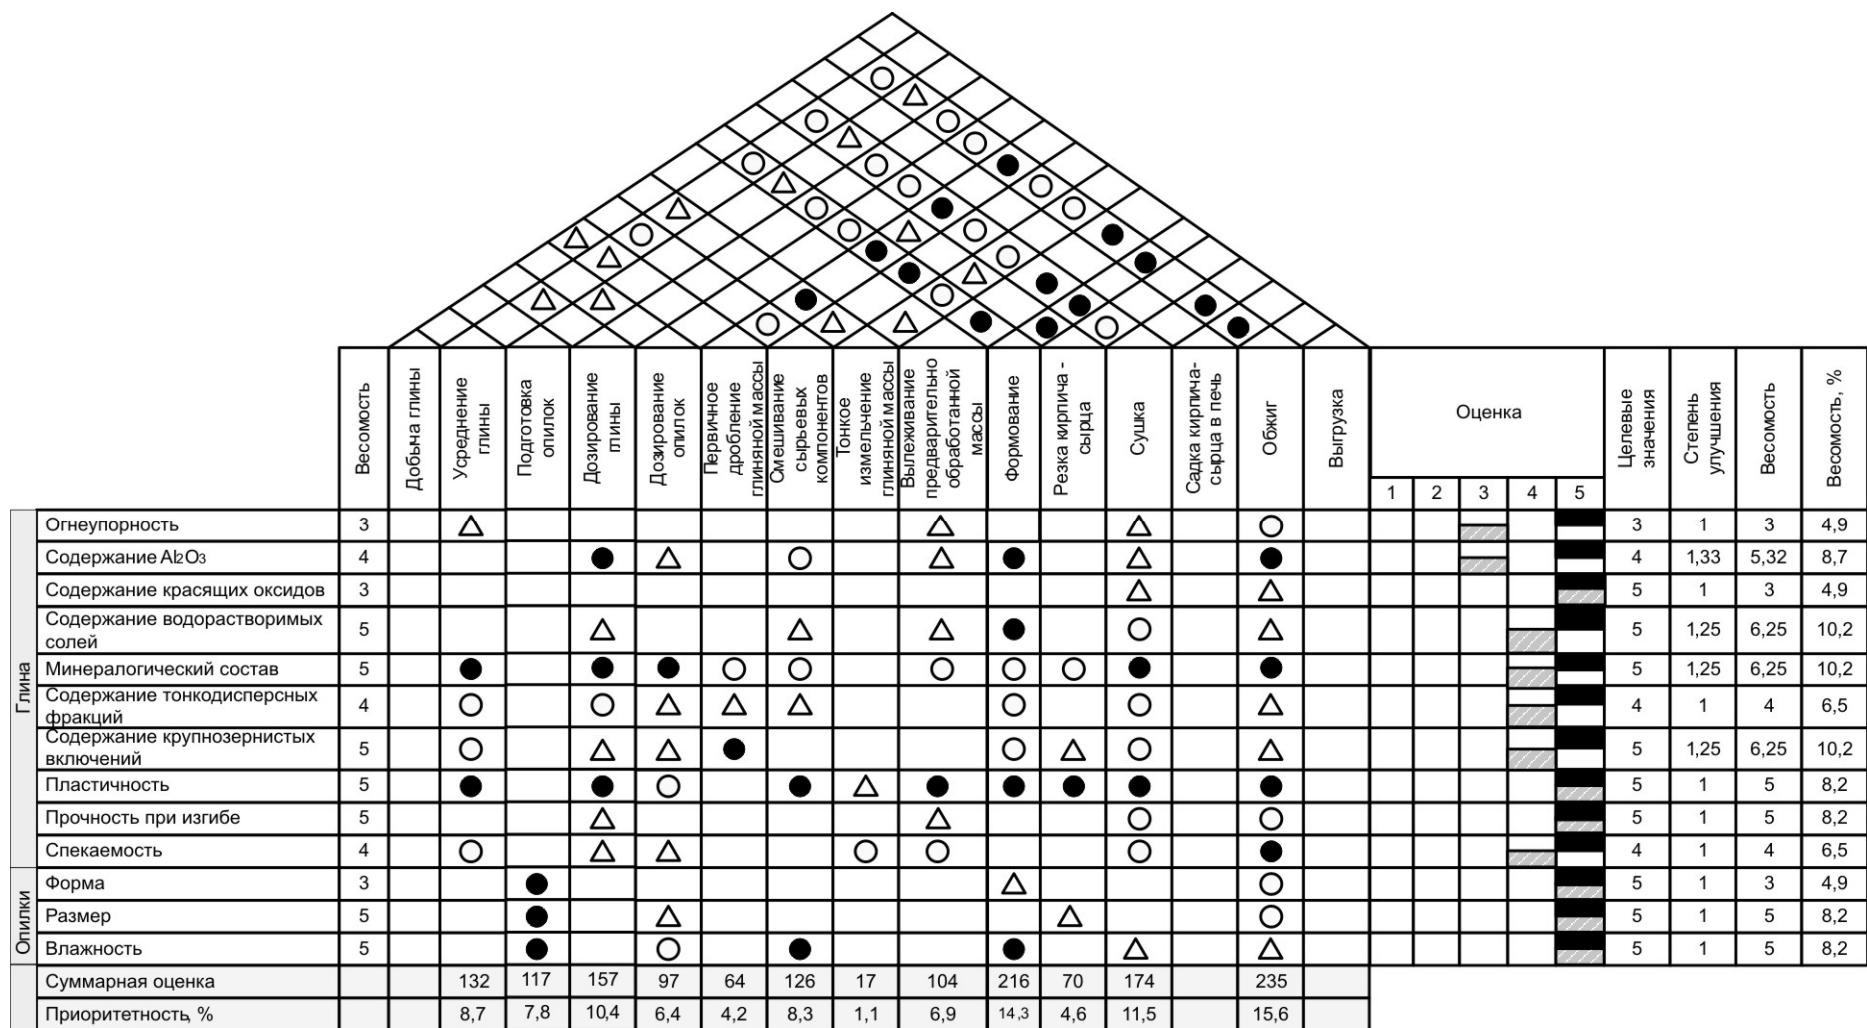 Весомость
Добыча глины
Усреднение
глины
Подготовка
опилок
Дозирование
глины
Дозирование
опилок
Первичное
дробление
глиняной массы
Смешивание
сырьевых
компонентов
Тонкое
измельчение
глиняной массы
Вылеживание
предварительно
обработанной
массы
Формование
Резка кирпича -
сырца
Сушка
Садка кирпича-
сырца в печь
Обжиг
Выгрузка
Оценка
1 2 3 4 5
Целевые
значения
Степень
улучшения
Весомость
Весомость, %
Глина
Огнеупорность 3 3 1 3 4,9
Содержание Al2O3 4 4 1,33 5,32 8,7
Содержание красящих оксидов 3 5 1 3 4,9
Содержание водорастворимых
солей 5 5 1,25 6,25 10,2
Минералогический состав 5 5 1,25 6,25 10,2
Содержание тонкодисперсных
фракций 4 4 1 4 6,5
Содержание крупнозернистых
включений 5 5 1,25 6,25 10,2
Пластичность 5 5 1 5 8,2
Прочность при изгибе 5 5 1 5 8,2
Спекаемость 4 4 1 4 6,5
Опилки
Форма 3 5 1 3 4,9
Размер 5 5 1 5 8,2
Влажность 5 5 1 5 8,2
Суммарная оценка 132 117 157 97 64 126 17 104 216 70 174 235
Приоритетность, % 8,7 7,8 10,4 6,4 4,2 8,3 1,1 6,9 14,3 4,6 11,5 15,6